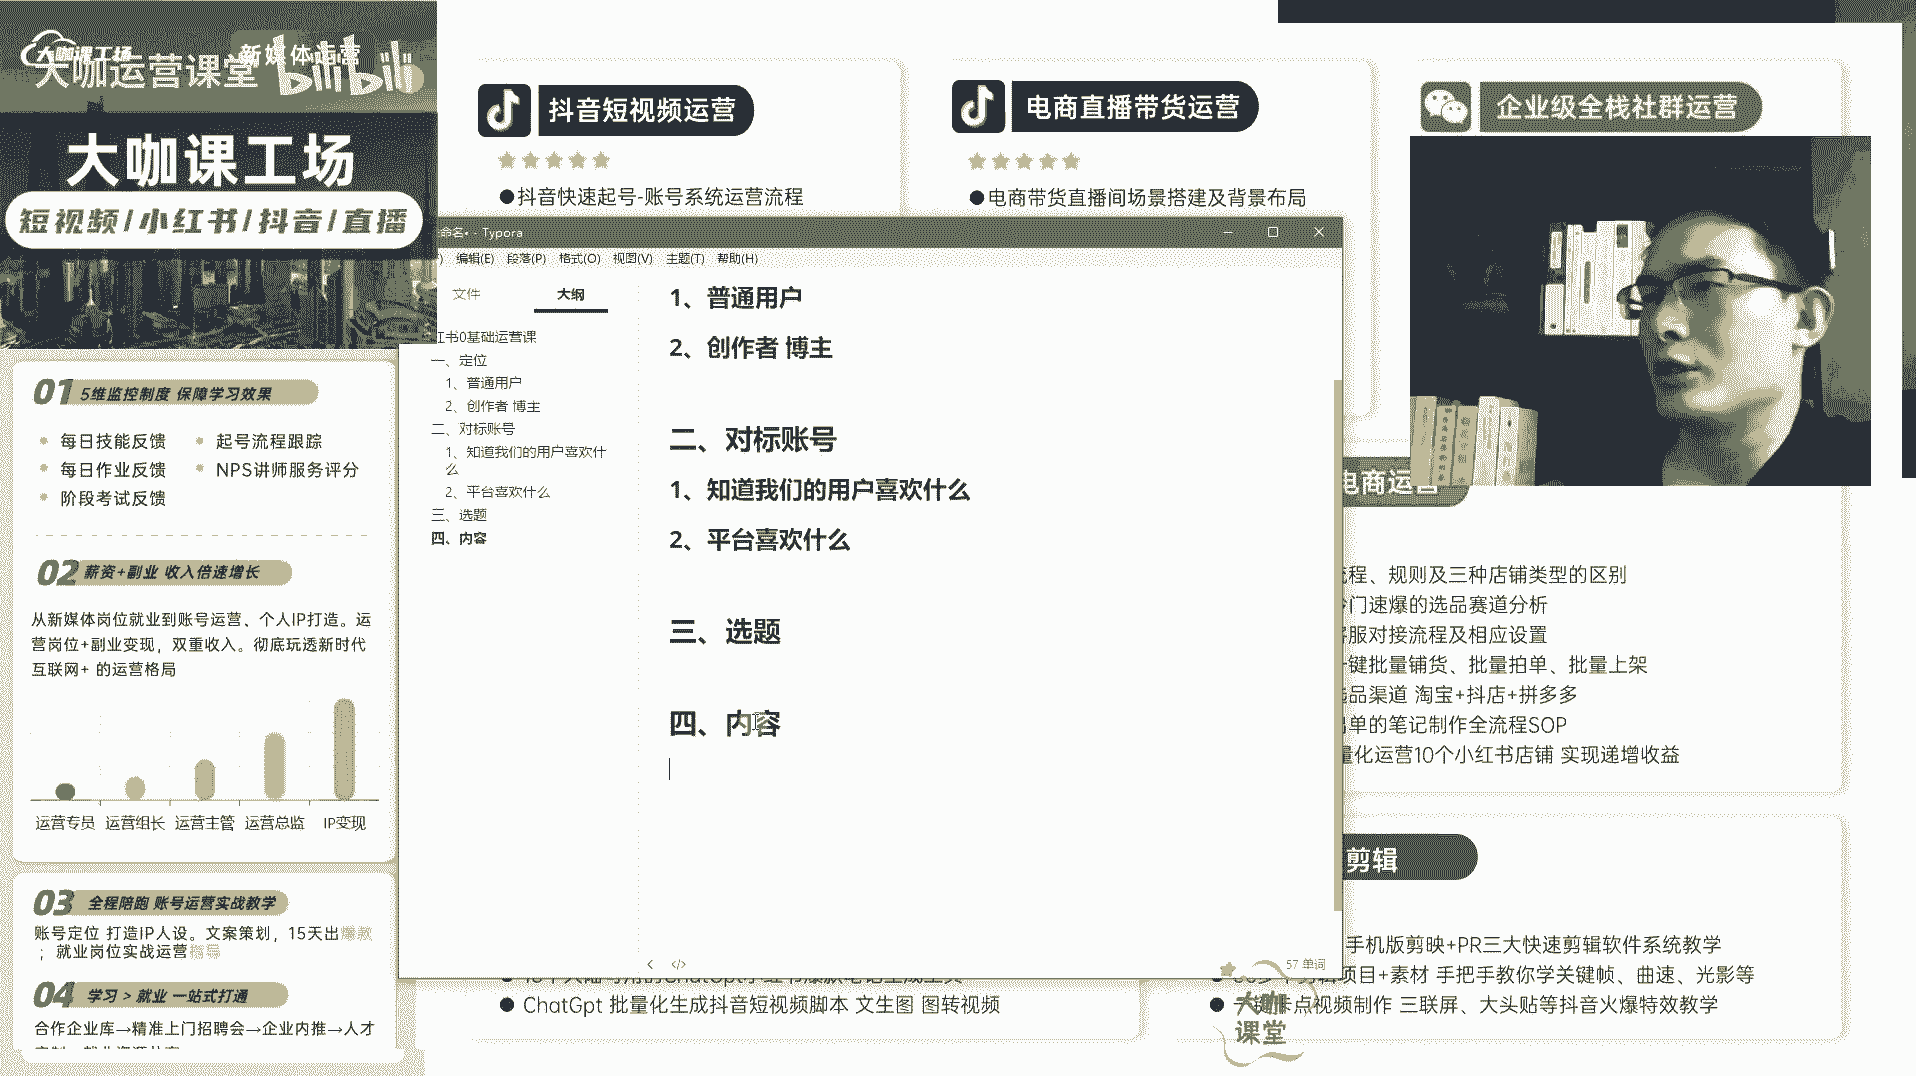 大咖课工场
大咖运营课堂
新媒体运营
bilibili
大咖课工场
短视频/小红书/抖音/直播
01 5维监控制度 保障学习效果
每日技能反馈
起号流程跟踪
每日作业反馈
NPS讲师服务评分
阶段考试反馈
02 薪资+副业 收入倍速增长
从新媒体岗位就业到账号运营、个人IP打造。运
营岗位+副业变现，双重收入。彻底玩透新时代
互联网+ 的运营格局
运营专员 运营组长 运营主管 运营总监 IP变现
03 全程陪跑 账号运营实战教学
账号定位 打造IP人设。文案策划，15天出爆款
；就业岗位实战运营指导
04 学习 > 就业 一站式打通
合作企业库→精准上门招聘会→企业内推→人才
抖音短视频运营
●抖音快速起号-账号系统运营流程
电商直播带货运营
●电商带货直播间场景搭建及背景布局
企业级全栈社群运营
命名• - Typora
编辑(E) 段落(P) 格式(O) 视图(V) 主题(T) 帮助(H)
文件
大纲
红书0基础运营课
一、定位
1、普通用户
2、创作者 博主
二、对标账号
1、知道我们的用户喜欢什
么
2、平台喜欢什么
三、选题
四、内容
1、普通用户
2、创作者 博主
二、对标账号
1、知道我们的用户喜欢什么
2、平台喜欢什么
三、选题
四、内容
57 单词
电商运营
流程、规则及三种店铺类型的区别
门速爆的选品赛道分析
客服对接流程及相应设置
一键批量铺货、批量拍单、批量上架
选品渠道 淘宝+抖店+拼多多
出单的笔记制作全流程SOP
量化运营10个小红书店铺 实现递增收益
剪辑
手机版剪映+PR三大快速剪辑软件系统教学
项目+素材 手把手教你学关键帧、曲速、光影等
卡点视频制作 三联屏、大头贴等抖音火爆特效教学
● ChatGpt 批量化生成抖音短视频脚本 文生图 图转视频
大咖
课堂